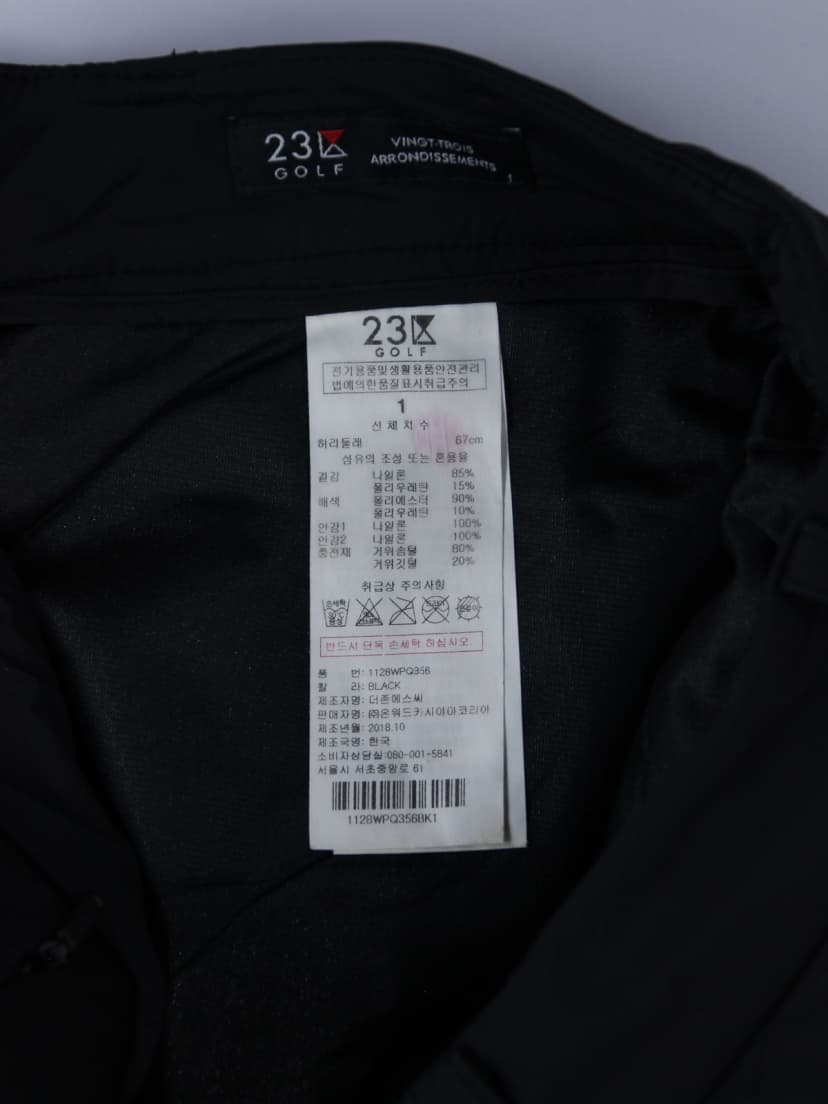 23
GOLF
VINGT-TROIS
ARRONDISSEMENTS
1
23
GOLF
전기용품및생활용품안전관리
법에의한품질표시취급주의
1
신체치수
허리둘레 67cm
섬유의 조성 또는 혼용율
겉감 나일론 85%
폴리우레탄 15%
배색 폴리에스터 90%
폴리우레탄 10%
안감1 나일론 100%
안감2 나일론 100%
충전재 거위솜털 80%
거위깃털 20%
취급상 주의사항
손세탁
반드시 단독 손세탁 하십시오.
품 번: 1128WPQ356
칼 라: BLACK
제조자명: 더존에스씨
판매자명: ㈜온워드카시야마코리아
제조년월: 2018.10
제조국명: 한국
소비자상담실:080-001-5841
서울시 서초중앙로 61
1128WPQ356BK1